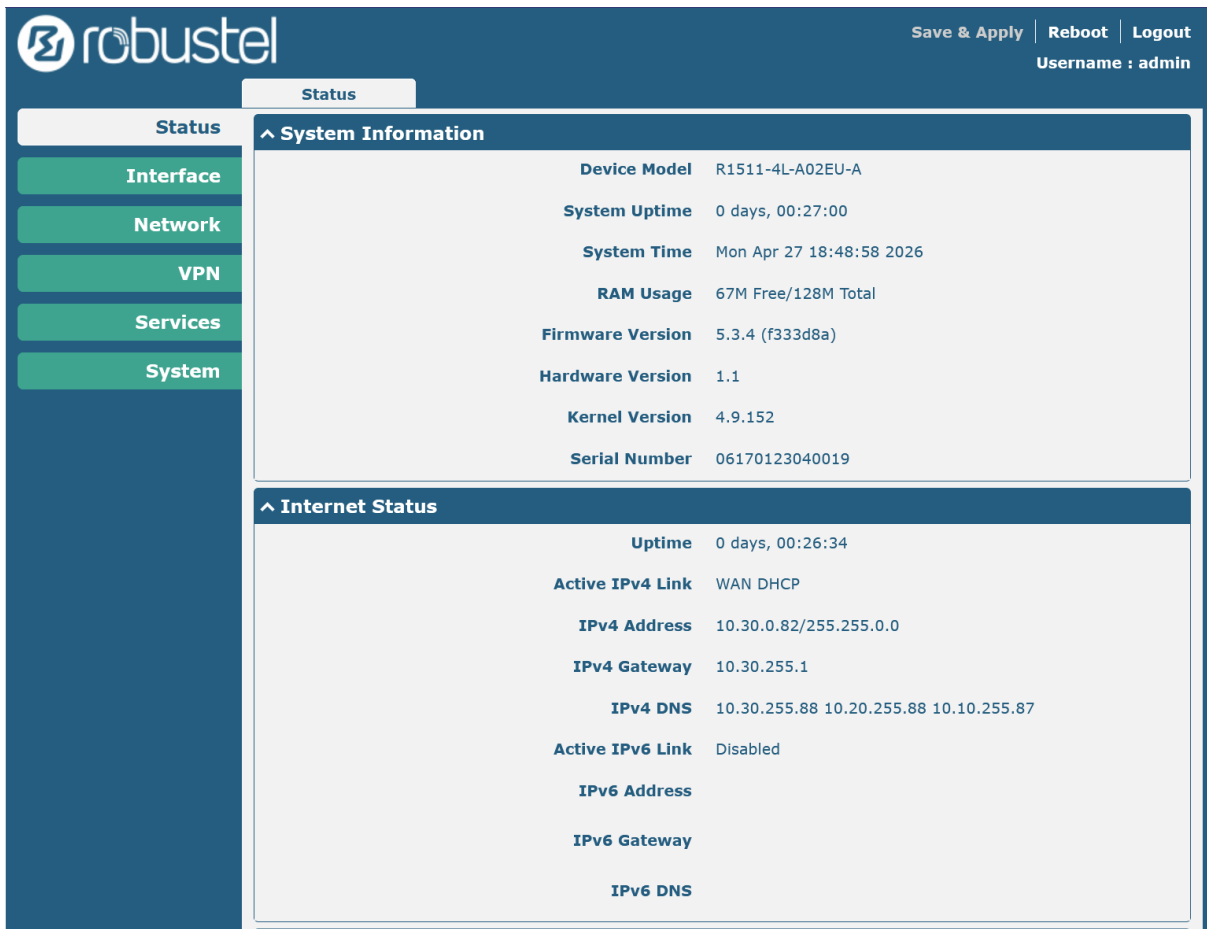 robustel
Save & Apply Reboot Logout
Username : admin
Status
Status
Interface
Network
VPN
Services
System
System Information
Device Model R1511-4L-A02EU-A
System Uptime 0 days, 00:27:00
System Time Mon Apr 27 18:48:58 2026
RAM Usage 67M Free/128M Total
Firmware Version 5.3.4 (f333d8a)
Hardware Version 1.1
Kernel Version 4.9.152
Serial Number 06170123040019
Internet Status
Uptime 0 days, 00:26:34
Active IPv4 Link WAN DHCP
IPv4 Address 10.30.0.82/255.255.0.0
IPv4 Gateway 10.30.255.1
IPv4 DNS 10.30.255.88 10.20.255.88 10.10.255.87
Active IPv6 Link Disabled
IPv6 Address
IPv6 Gateway
IPv6 DNS